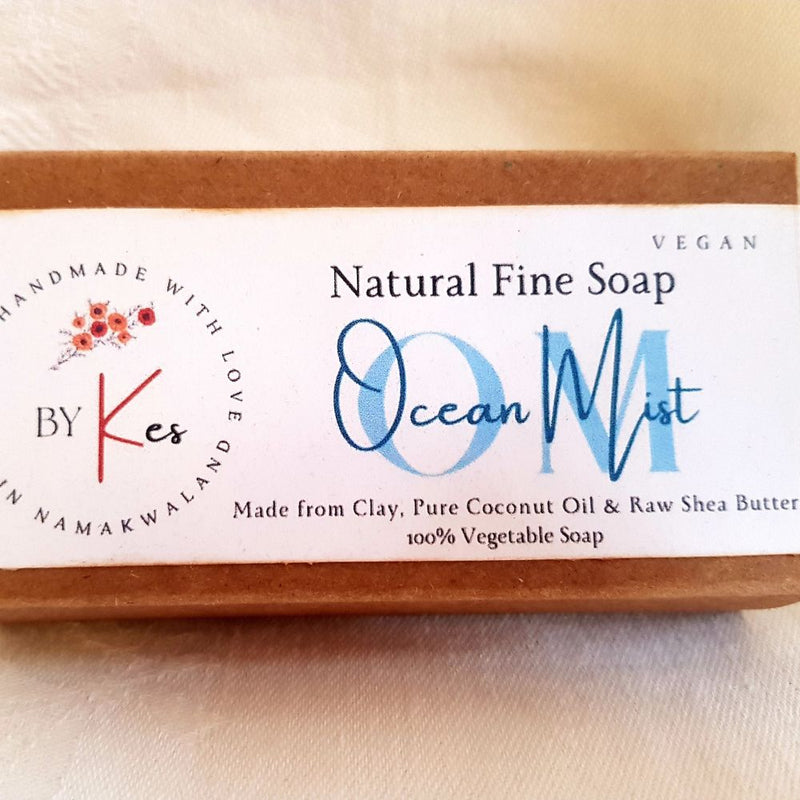 HANDMADE WITH LOVE
BY Kes
IN NAMAKWALAND
VEGAN
Natural Fine Soap
OM
Ocean Mist
Made from Clay, Pure Coconut Oil & Raw Shea Butter
100% Vegetable Soap